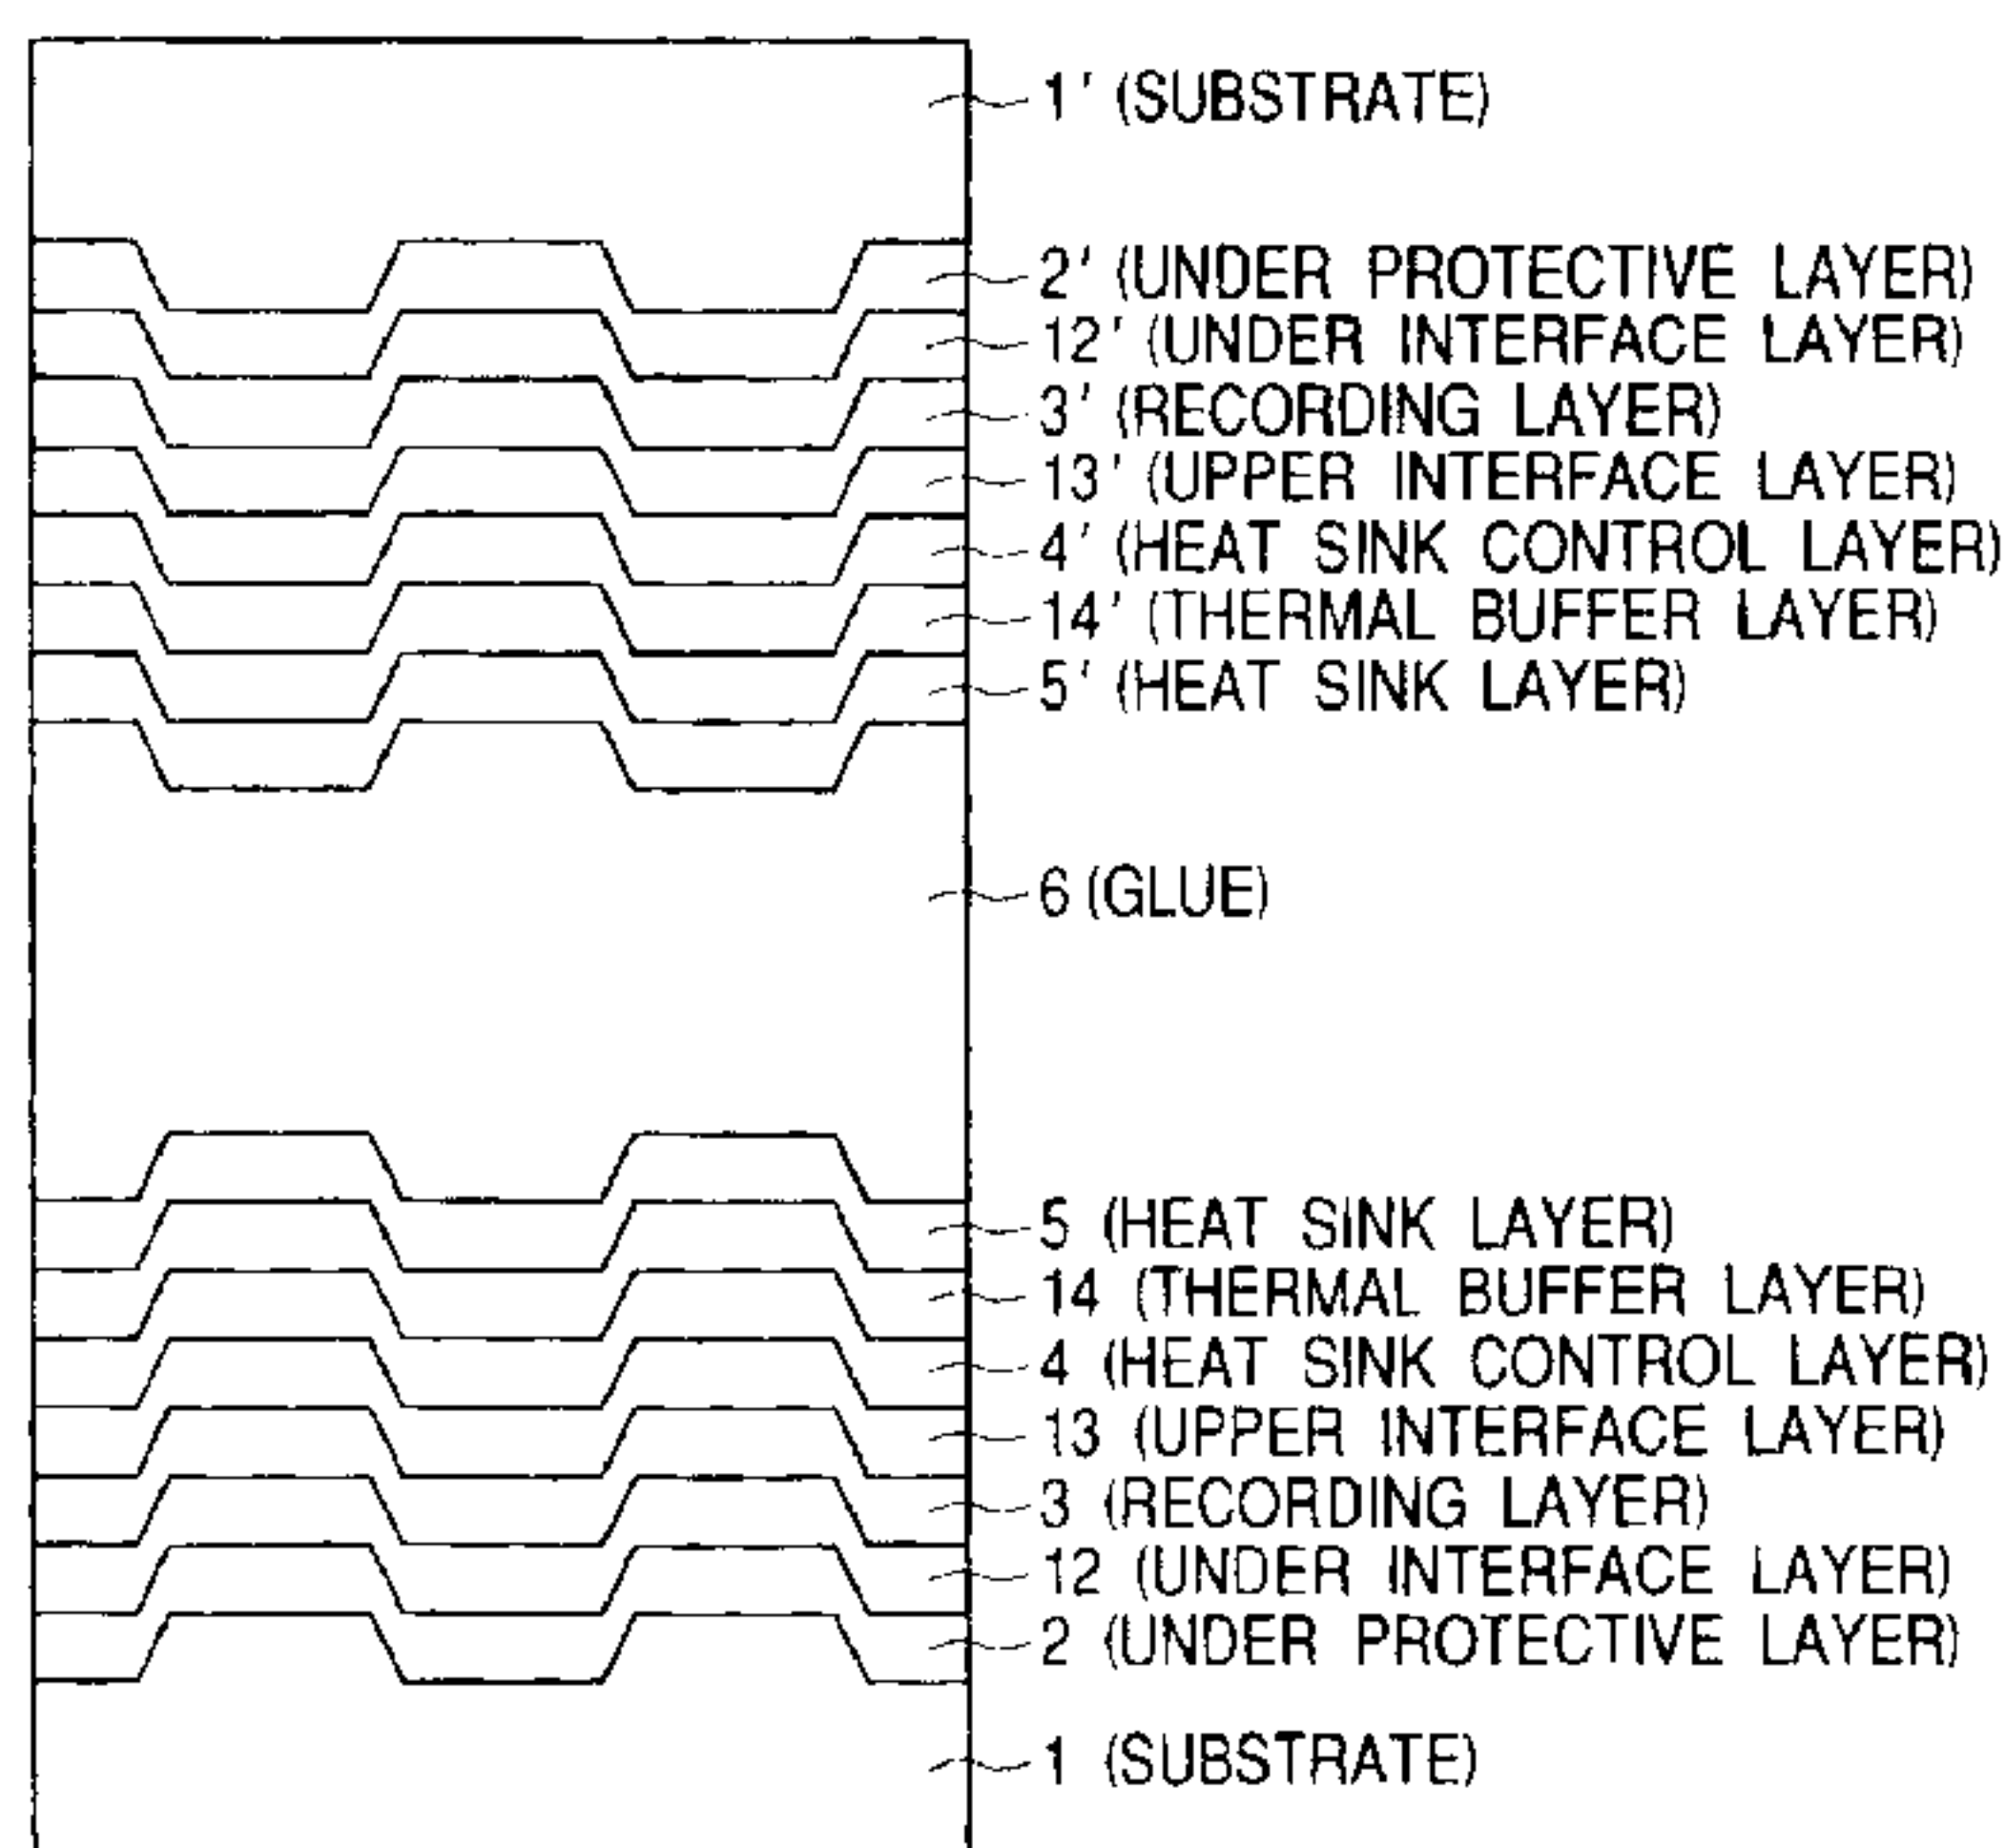 1' (SUBSTRATE)
2' (UNDER PROTECTIVE LAYER)
12' (UNDER INTERFACE LAYER)
3' (RECORDING LAYER)
13' (UPPER INTERFACE LAYER)
4' (HEAT SINK CONTROL LAYER)
14' (THERMAL BUFFER LAYER)
5' (HEAT SINK LAYER)
6 (GLUE)
5 (HEAT SINK LAYER)
14 (THERMAL BUFFER LAYER)
4 (HEAT SINK CONTROL LAYER)
13 (UPPER INTERFACE LAYER)
3 (RECORDING LAYER)
12 (UNDER INTERFACE LAYER)
2 (UNDER PROTECTIVE LAYER)
1 (SUBSTRATE)